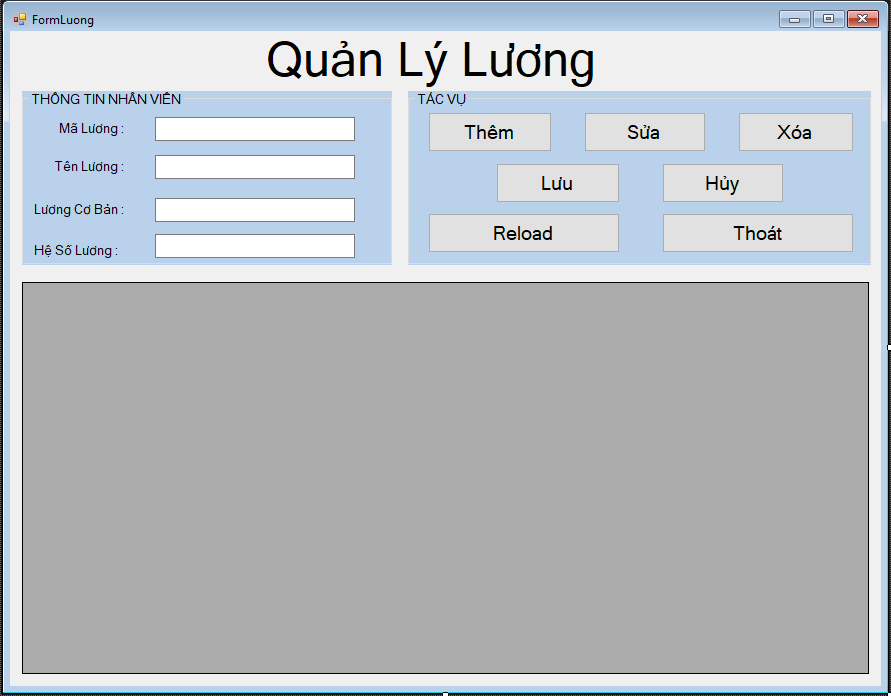 FormLuong
Quản Lý Lương
THÔNG TIN NHÂN VIÊN
Mã Lương :
Tên Lương :
Lương Cơ Bản :
Hệ Số Lương :
TÁC VỤ
Thêm Sửa Xóa
Lưu Hủy
Reload Thoát